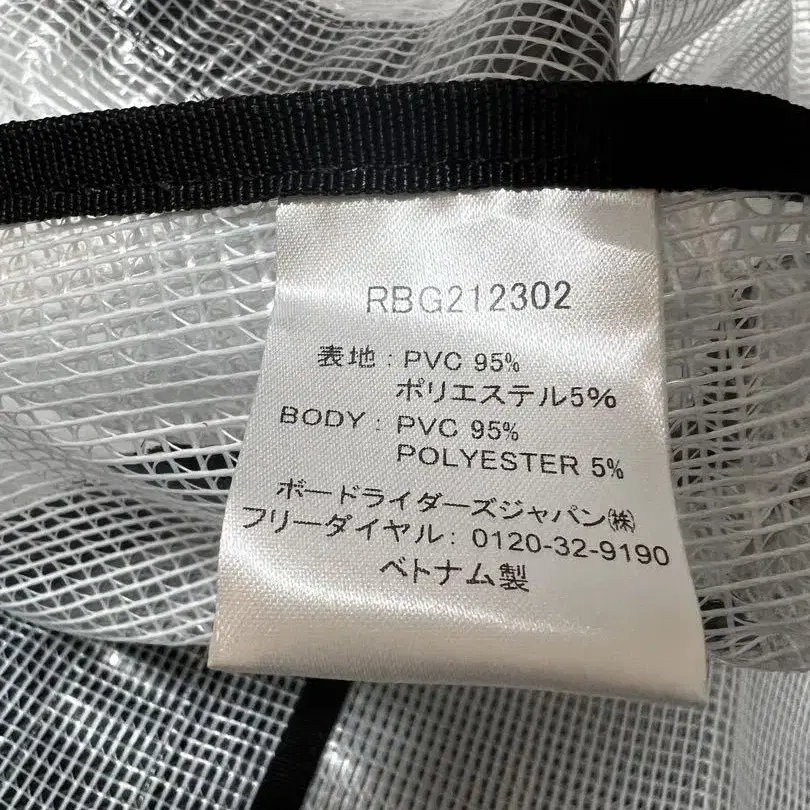 RBG212302
表地 : PVC 95%
ポリエステル5%
BODY : PVC 95%
POLYESTER 5%
ボードライダーズジャパン㈱
フリーダイヤル: 0120-32-9190
ベトナム製